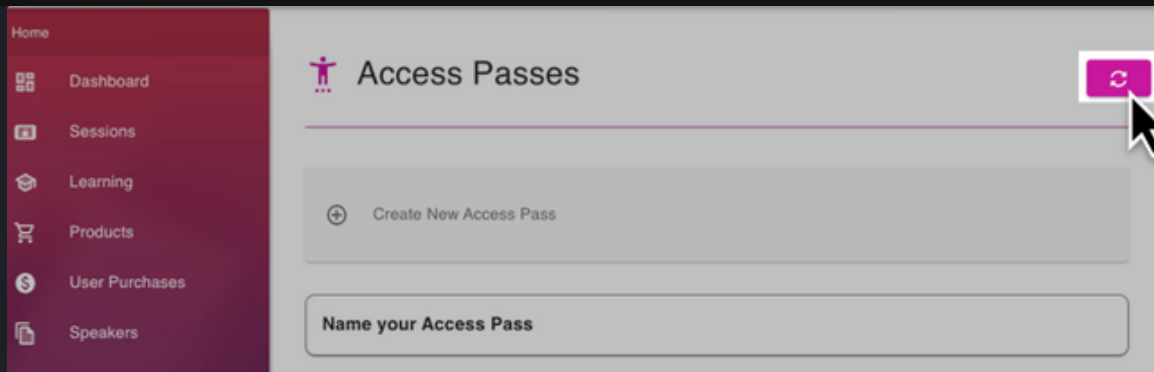 Home
Dashboard
Sessions
Learning
Products
User Purchases
Speakers
Access Passes
Create New Access Pass
Name your Access Pass